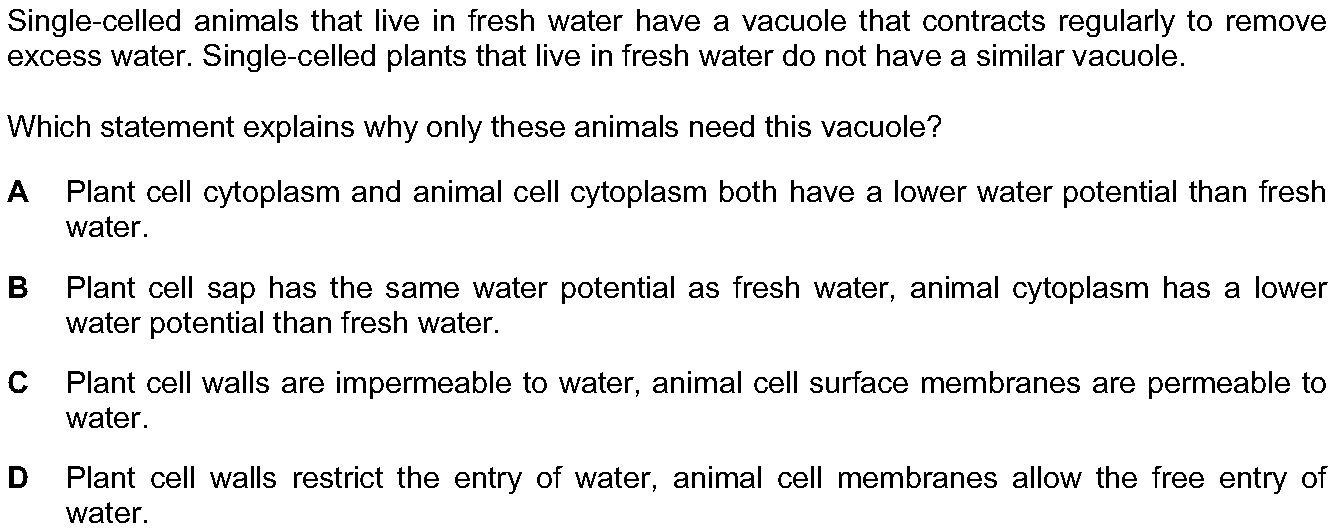 Single-celled animals that live in fresh water have a vacuole that contracts regularly to remove
excess water. Single-celled plants that live in fresh water do not have a similar vacuole.
Which statement explains why only these animals need this vacuole?
A Plant cell cytoplasm and animal cell cytoplasm both have a lower water potential than fresh
water.
B Plant cell sap has the same water potential as fresh water, animal cytoplasm has a lower
water potential than fresh water.
C Plant cell walls are impermeable to water, animal cell surface membranes are permeable to
water.
D Plant cell walls restrict the entry of water, animal cell membranes allow the free entry of
water.